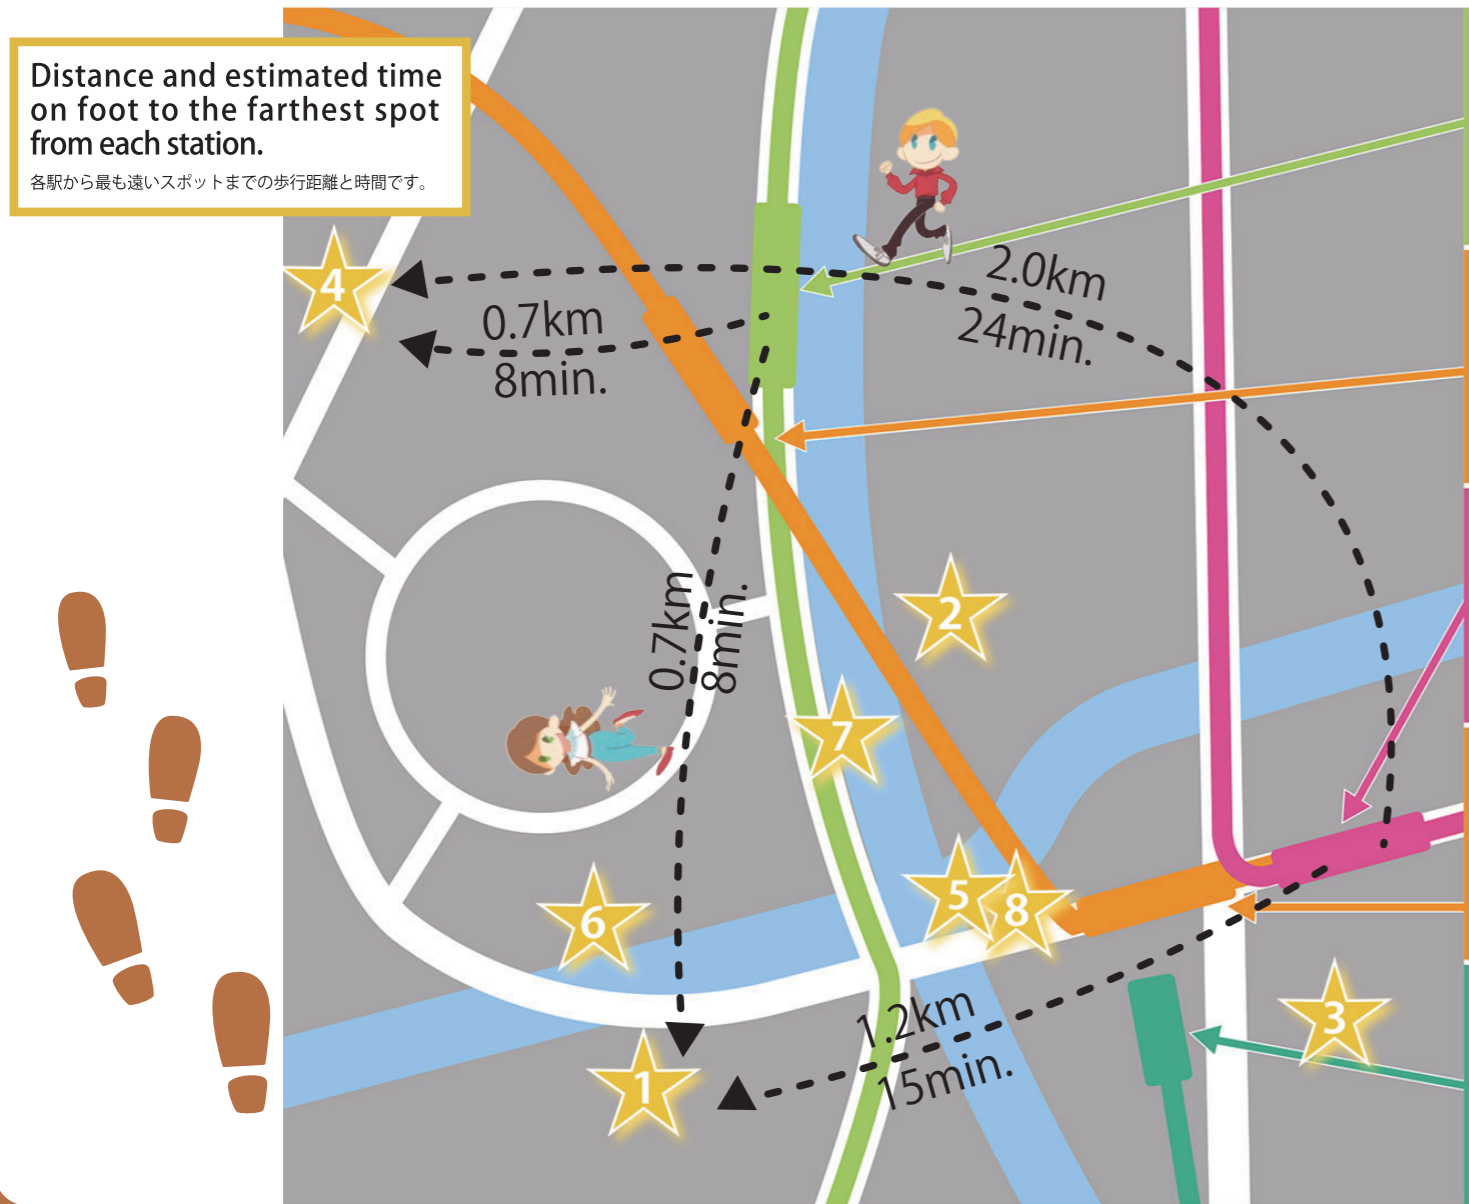 Distance and estimated time
on foot to the farthest spot
from each station.
各駅から最も遠いスポットまでの歩行距離と時間です。
4
0.7km
8min.
2.0km
24min.
2
0.7km
8min.
7
5
8
6
1.2km
15min.
3
1